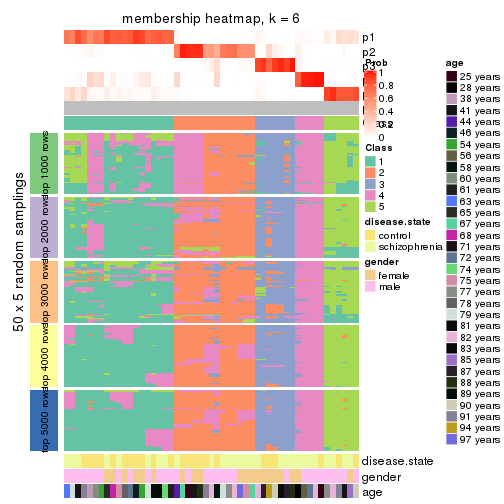 membership heatmap, k = 6
p1
p2
Prob
1
0.8
0.6
0.4
0.2
0
Class
1
2
3
4
5
disease.state
control
schizophrenia
gender
female
male
age
25 years
28 years
38 years
41 years
44 years
46 years
54 years
56 years
58 years
60 years
61 years
63 years
65 years
67 years
68 years
71 years
72 years
74 years
75 years
77 years
78 years
79 years
81 years
82 years
83 years
85 years
87 years
88 years
89 years
90 years
91 years
94 years
97 years
50 x 5 random samplings
top 1000 rows
top 2000 rows
top 3000 rows
top 4000 rows
top 5000 rows
disease.state
gender
age